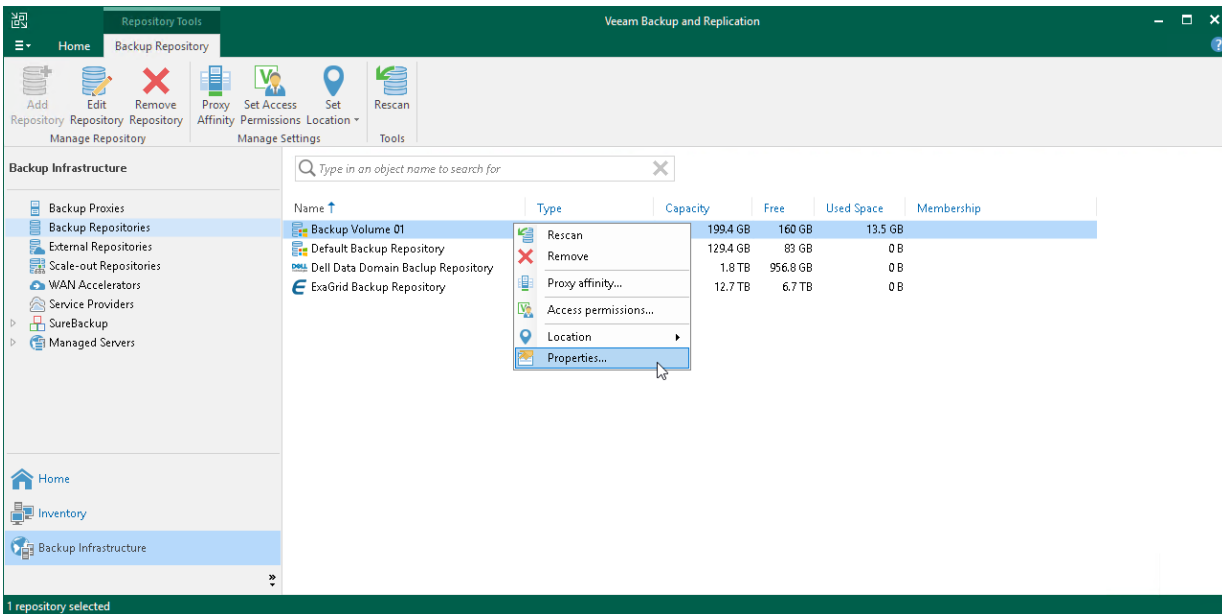 Repository Tools
Veeam Backup and Replication
Home
Backup Repository
Add Repository
Edit Repository
Remove Repository
Proxy Affinity
Set Access Permissions
Set Location
Rescan
Manage Repository
Manage Settings
Tools
Backup Infrastructure
Type in an object name to search for
Backup Proxies
Backup Repositories
External Repositories
Scale-out Repositories
WAN Accelerators
Service Providers
SureBackup
Managed Servers
Name Type Capacity Free Used Space Membership
Backup Volume 01 199.4 GB 160 GB 13.5 GB
Default Backup Repository 129.4 GB 83 GB 0 B
DELL Dell Data Domain Baclup Repository 1.8 TB 956.8 GB 0 B
ExaGrid Backup Repository 12.7 TB 6.7 TB 0 B
Rescan
Remove
Proxy affinity...
Access permissions...
Location
Properties...
Home
Inventory
Backup Infrastructure
1 repository selected